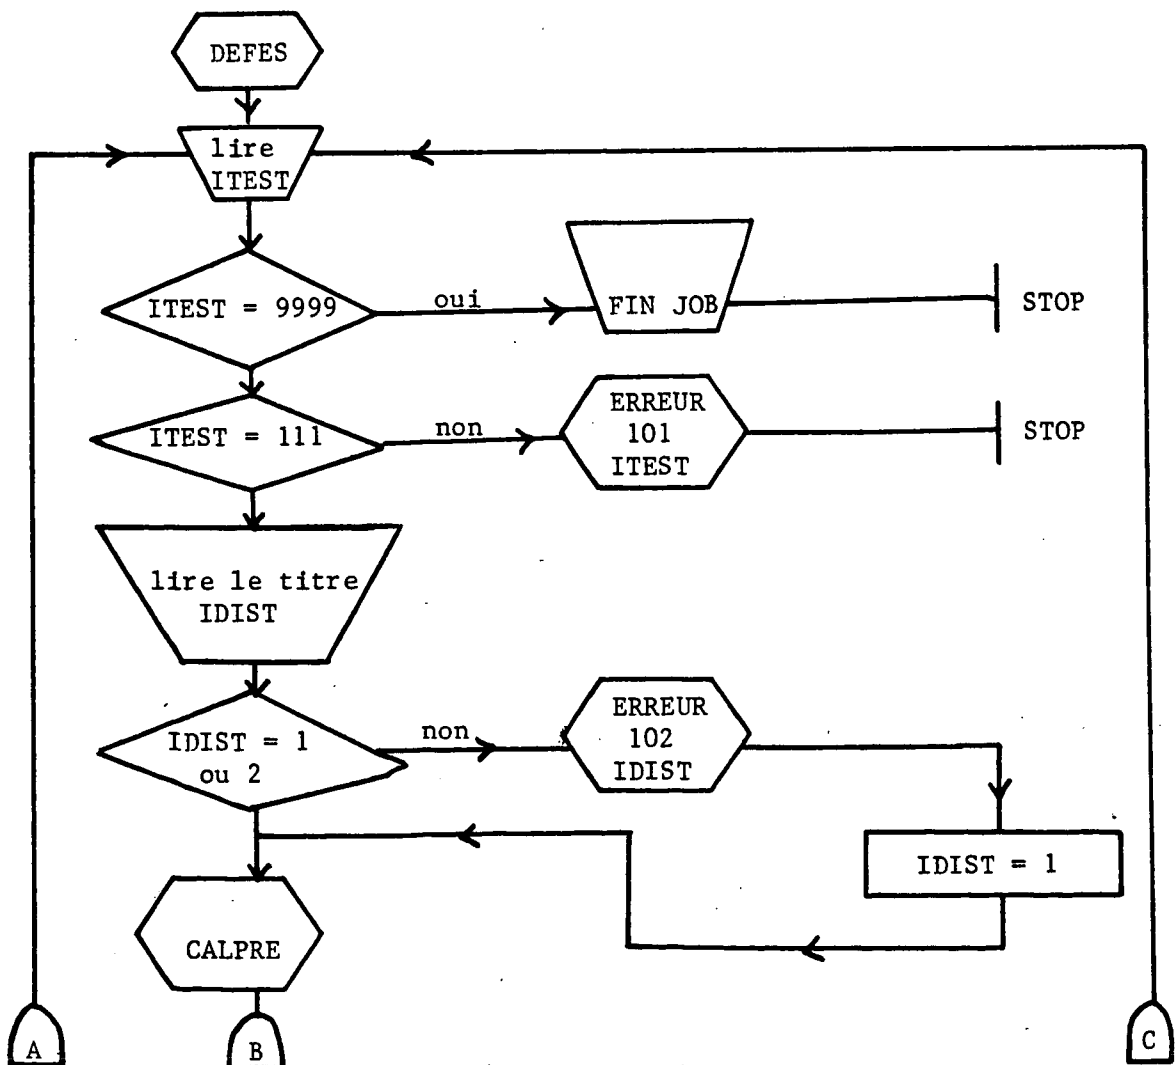 DEFES
lire
ITEST
ITEST = 9999
oui
FIN JOB
STOP
ITEST = 111
non
ERREUR
101
ITEST
STOP
lire le titre
IDIST
IDIST = 1
ou 2
non
ERREUR
102
IDIST
IDIST = 1
CALPRE
A
B
C